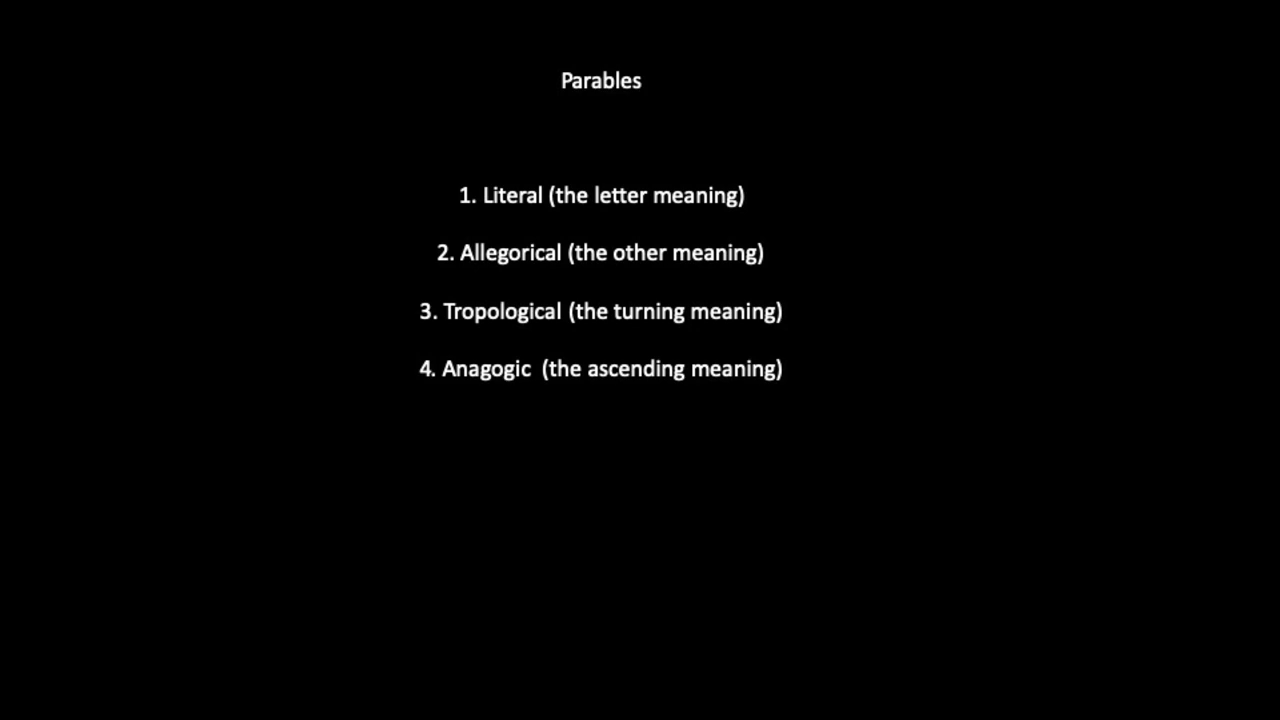 Parables
1. Literal (the letter meaning)
2. Allegorical (the other meaning)
3. Tropological (the turning meaning)
4. Anagogic  (the ascending meaning)